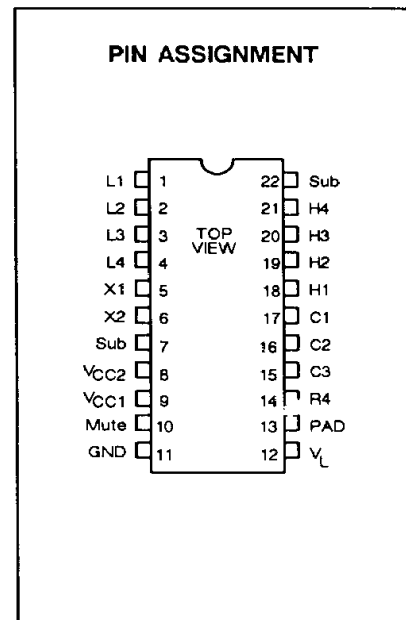 PIN ASSIGNMENT
L1 1 22 Sub
L2 2 21 H4
TOP
L3 3 20 H3
VIEW
L4 4 19 H2
X1 5 18 H1
X2 6 17 C1
Sub 7 16 C2
VCC2 8 15 C3
VCC1 9 14 R4
Mute 10 13 PAD
GND 11 12 VL